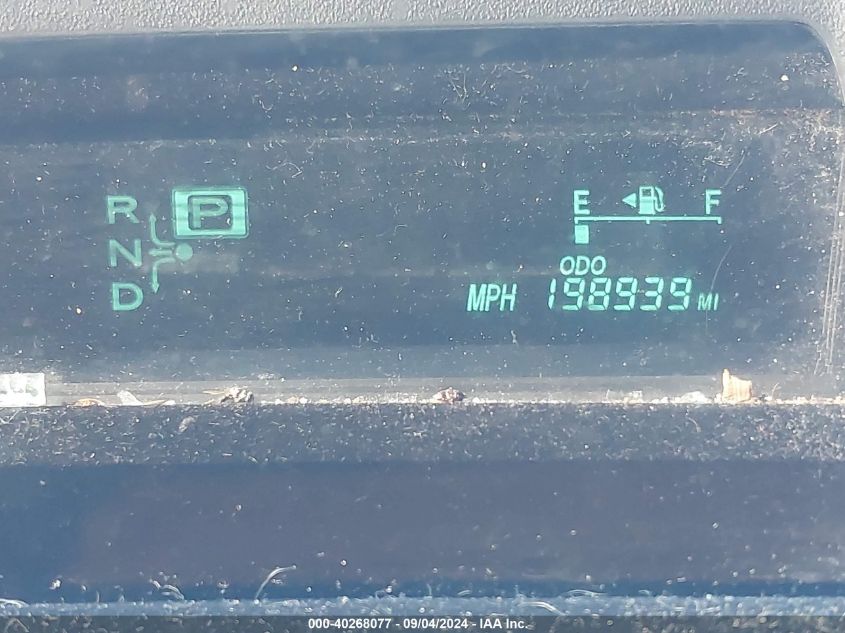 R P
N
D
E F
ODO
MPH 198939 MI
000-40268077 - 09/04/2024 - IAA Inc.